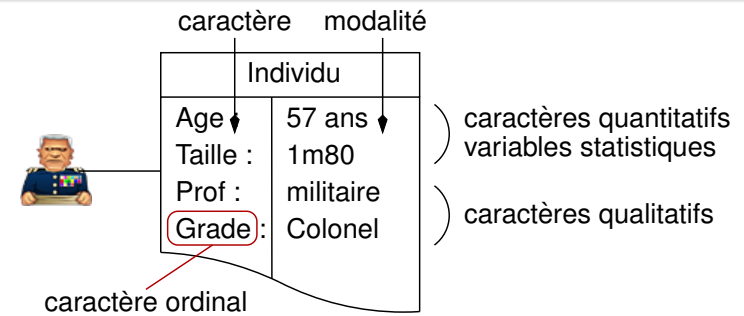 caractère modalité
Individu
Age : 57 ans
Taille : 1m80
Prof : militaire
Grade : Colonel
caractères quantitatifs
variables statistiques
caractères qualitatifs
caractère ordinal